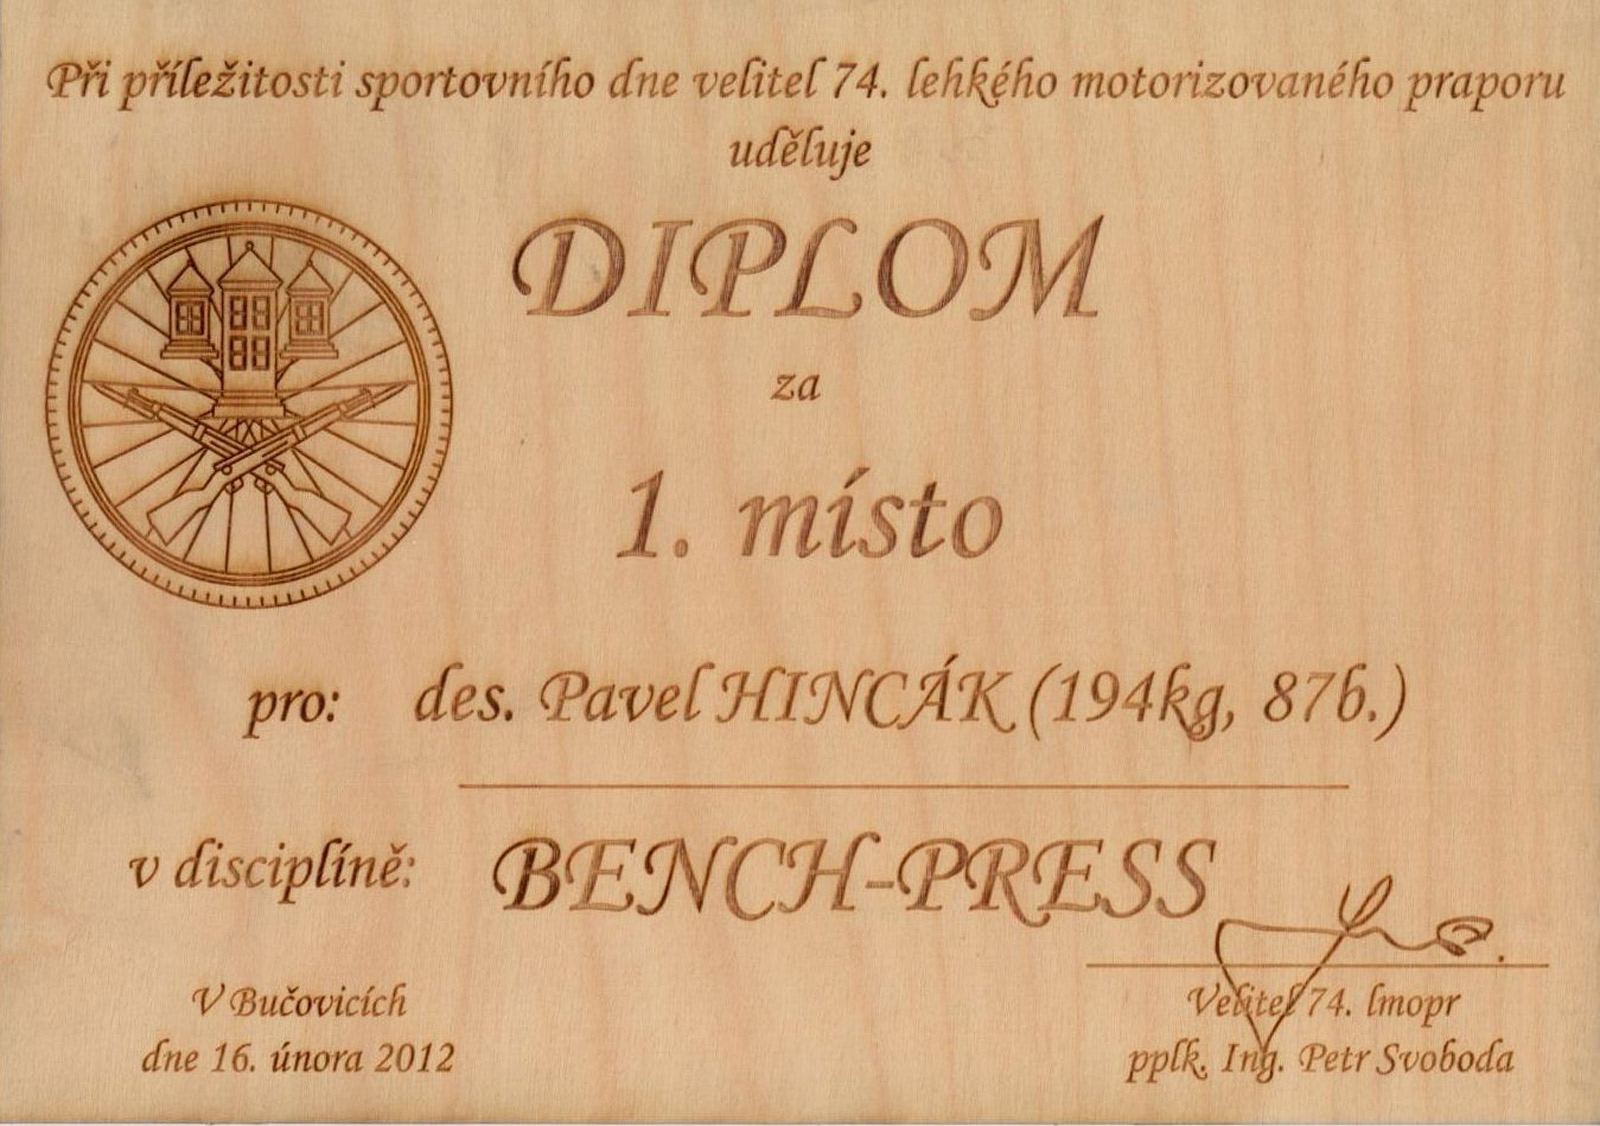 Při příležitosti sportovního dne velitel 74. lehkého motorizovaného praporu
uděluje
DIPLOM
za
1. místo
pro: des. Pavel HINCÁK (194kg, 87b.)
v disciplíně: BENCH-PRESS
V Bučovicích
dne 16. února 2012
Velitel 74. lmopr
pplk. Ing. Petr Svoboda